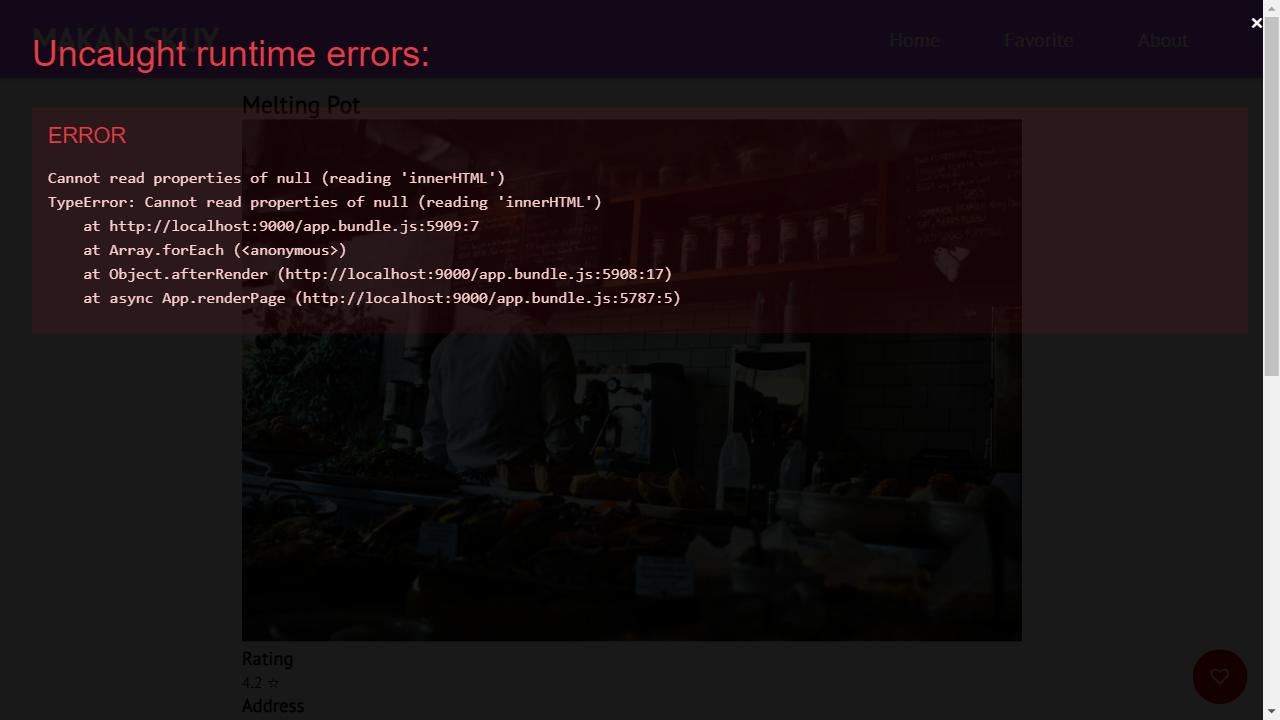 MAKAN SKUY
Home
Favorite
About
Uncaught runtime errors:
×
Melting Pot
ERROR
Cannot read properties of null (reading 'innerHTML')
TypeError: Cannot read properties of null (reading 'innerHTML')
at http://localhost:9000/app.bundle.js:5909:7
at Array.forEach (<anonymous>)
at Object.afterRender (http://localhost:9000/app.bundle.js:5908:17)
at async App.renderPage (http://localhost:9000/app.bundle.js:5787:5)
Rating
4.2 ☆
Address